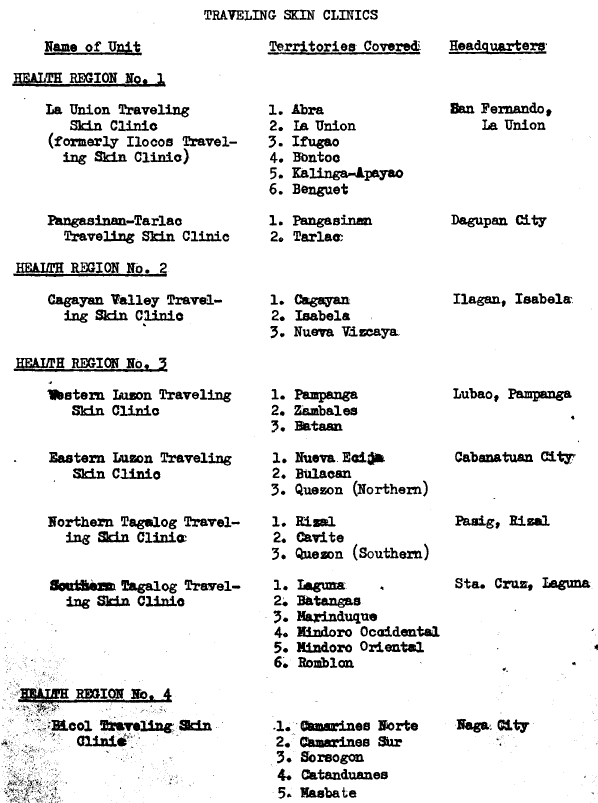 TRAVELING SKIN CLINICS
Name of Unit Territories Covered Headquarters
HEALTH REGION No. 1
La Union Traveling 1. Abra San Fernando,
Skin Clinic 2. La Union La Union
(formerly Ilocos Travel- 3. Ifugao
ing Skin Clinic) 4. Bontoc
5. Kalinga-Apayao
6. Benguet
Pangasinan-Tarlac 1. Pangasinan Dagupan City
Traveling Skin Clinic 2. Tarlac
HEALTH REGION No. 2
Cagayan Valley Travel- 1. Cagayan Ilagan, Isabela
ing Skin Clinic 2. Isabela
3. Nueva Vizcaya
HEALTH REGION No. 3
Western Luzon Traveling 1. Pampanga Lubao, Pampanga
Skin Clinic 2. Zambales
3. Bataan
Eastern Luzon Traveling 1. Nueva Ecija Cabanatuan City
Skin Clinic 2. Bulacan
3. Quezon (Northern)
Northern Tagalog Travel- 1. Rizal Pasig, Rizal
ing Skin Clinic 2. Cavite
3. Quezon (Southern)
Southern Tagalog Travel- 1. Laguna Sta. Cruz, Laguna
ing Skin Clinic 2. Batangas
3. Marinduque
4. Mindoro Occidental
5. Mindoro Oriental
6. Romblon
HEALTH REGION No. 4
Bicol Traveling Skin 1. Camarines Norte Naga City
Clinic 2. Camarines Sur
3. Sorsogon
4. Catanduanes
5. Masbate